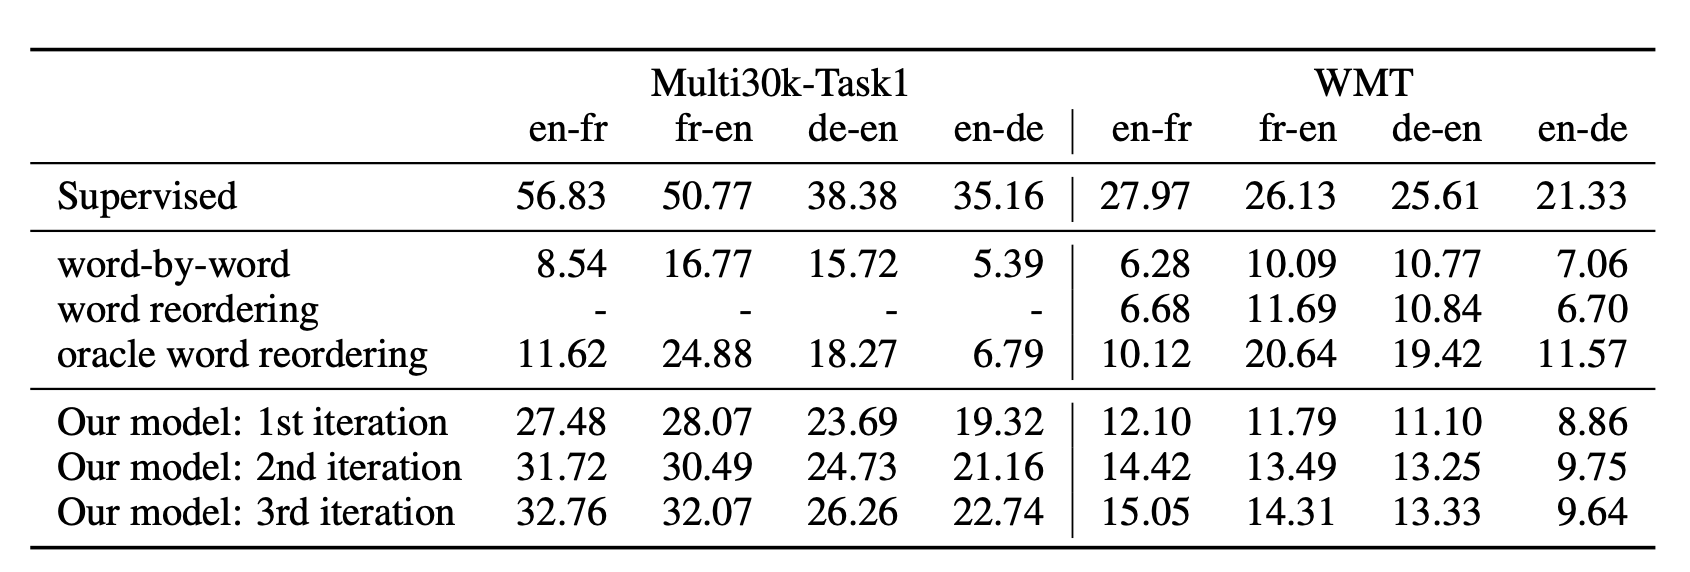 Multi30k-Task1 WMT
en-fr fr-en de-en en-de en-fr fr-en de-en en-de
Supervised 56.83 50.77 38.38 35.16 27.97 26.13 25.61 21.33
word-by-word 8.54 16.77 15.72 5.39 6.28 10.09 10.77 7.06
word reordering - - - - 6.68 11.69 10.84 6.70
oracle word reordering 11.62 24.88 18.27 6.79 10.12 20.64 19.42 11.57
Our model: 1st iteration 27.48 28.07 23.69 19.32 12.10 11.79 11.10 8.86
Our model: 2nd iteration 31.72 30.49 24.73 21.16 14.42 13.49 13.25 9.75
Our model: 3rd iteration 32.76 32.07 26.26 22.74 15.05 14.31 13.33 9.64